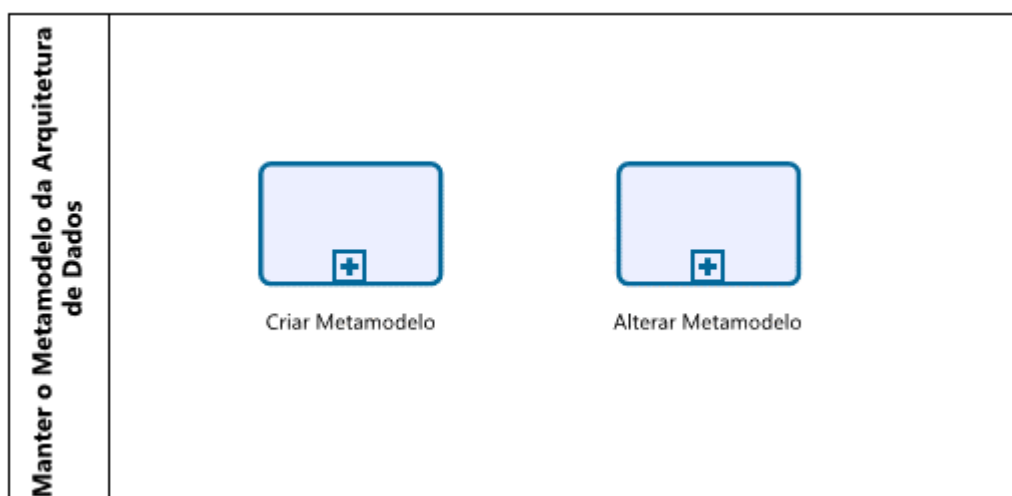 Manter o Metamodelo da Arquitetura
de Dados
Criar Metamodelo
Alterar Metamodelo